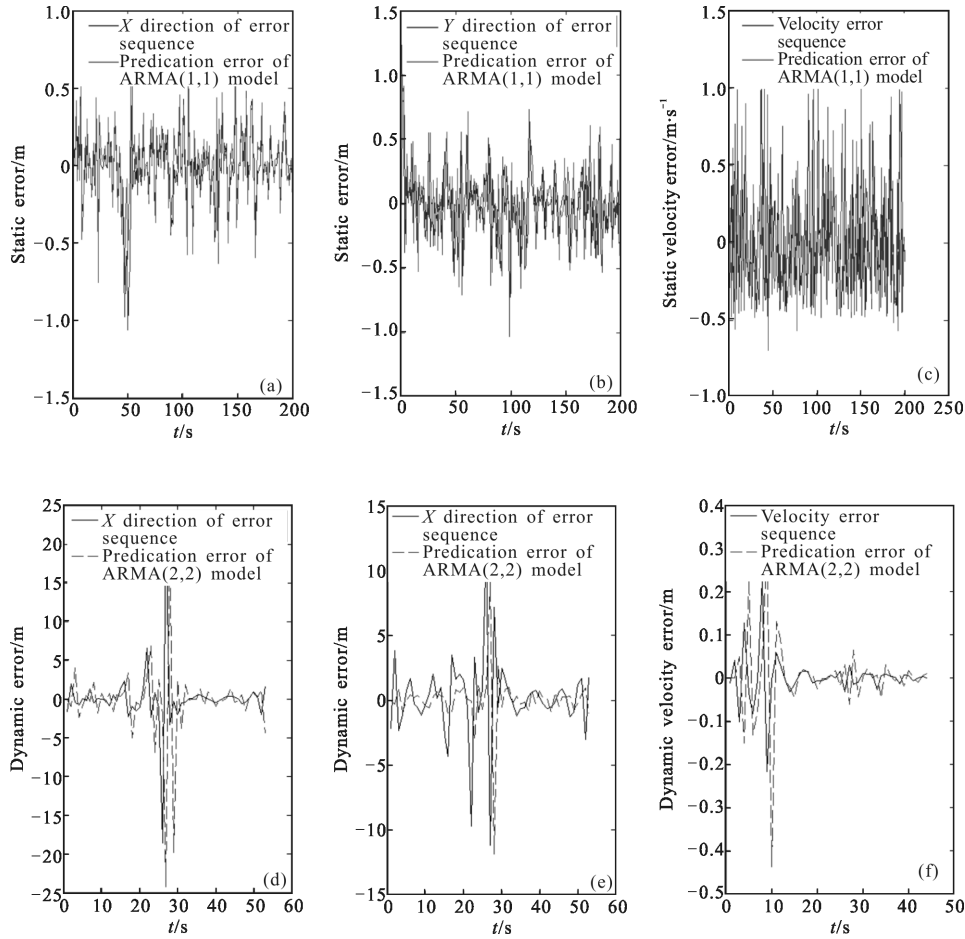 X direction of error
sequence
Predication error of
ARMA(1,1) model
1.0
0.5
0
−0.5
−1.0
−1.5
Static error/m
(a)
0 50 100 150 200
t/s
Y direction of error
sequence
Predication error of
ARMA(1,1) model
1.5
1.0
0.5
0
−0.5
−1.0
−1.5
Static error/m
(b)
0 50 100 150 200
t/s
Velocity error
sequence
Predication error of
ARMA(1,1) model
1.5
1.0
0.5
0
−0.5
−1.0
Static velocity error/m·s⁻¹
(c)
0 50 100 150 200 250
t/s
X direction of error
sequence
Predication error of
ARMA(2,2) model
25
20
15
10
5
0
−5
−10
−15
−20
−25
Dynamic error/m
(d)
0 10 20 30 40 50 60
t/s
X direction of error
sequence
Predication error of
ARMA(2,2) model
15
10
5
0
−5
−10
−15
Dynamic error/m
(e)
0 10 20 30 40 50 60
t/s
Velocity error
sequence
Predication error of
ARMA(2,2) model
0.4
0.3
0.2
0.1
0
−0.1
−0.2
−0.3
−0.4
−0.5
Dynamic velocity error/m
(f)
0 10 20 30 40 50
t/s